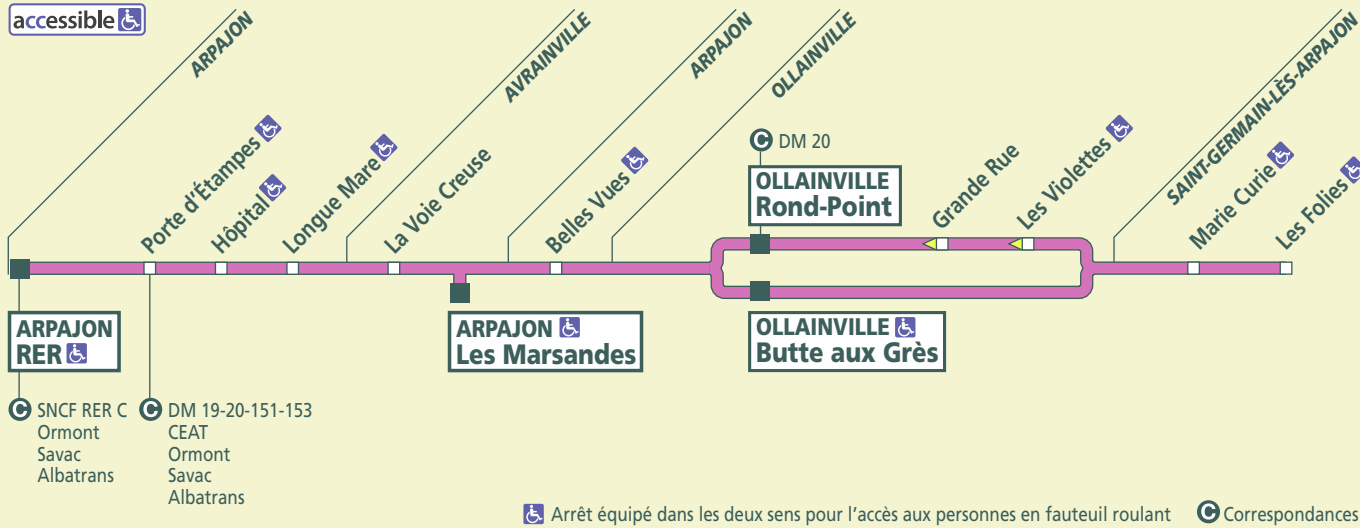 accessible
ARPAJON
AVRAINVILLE
ARPAJON
OLLAINVILLE
SAINT-GERMAIN-LÈS-ARPAJON
Porte d'Étampes
Hôpital
Longue Mare
La Voie Creuse
Belles Vues
C DM 20
OLLAINVILLE
Rond-Point
Grande Rue
Les Violettes
Marie Curie
Les Folies
ARPAJON
RER
ARPAJON
Les Marsandes
OLLAINVILLE
Butte aux Grès
C SNCF RER C
Ormont
Savac
Albatrans
C DM 19-20-151-153
CEAT
Ormont
Savac
Albatrans
Arrêt équipé dans les deux sens pour l'accès aux personnes en fauteuil roulant
C Correspondances